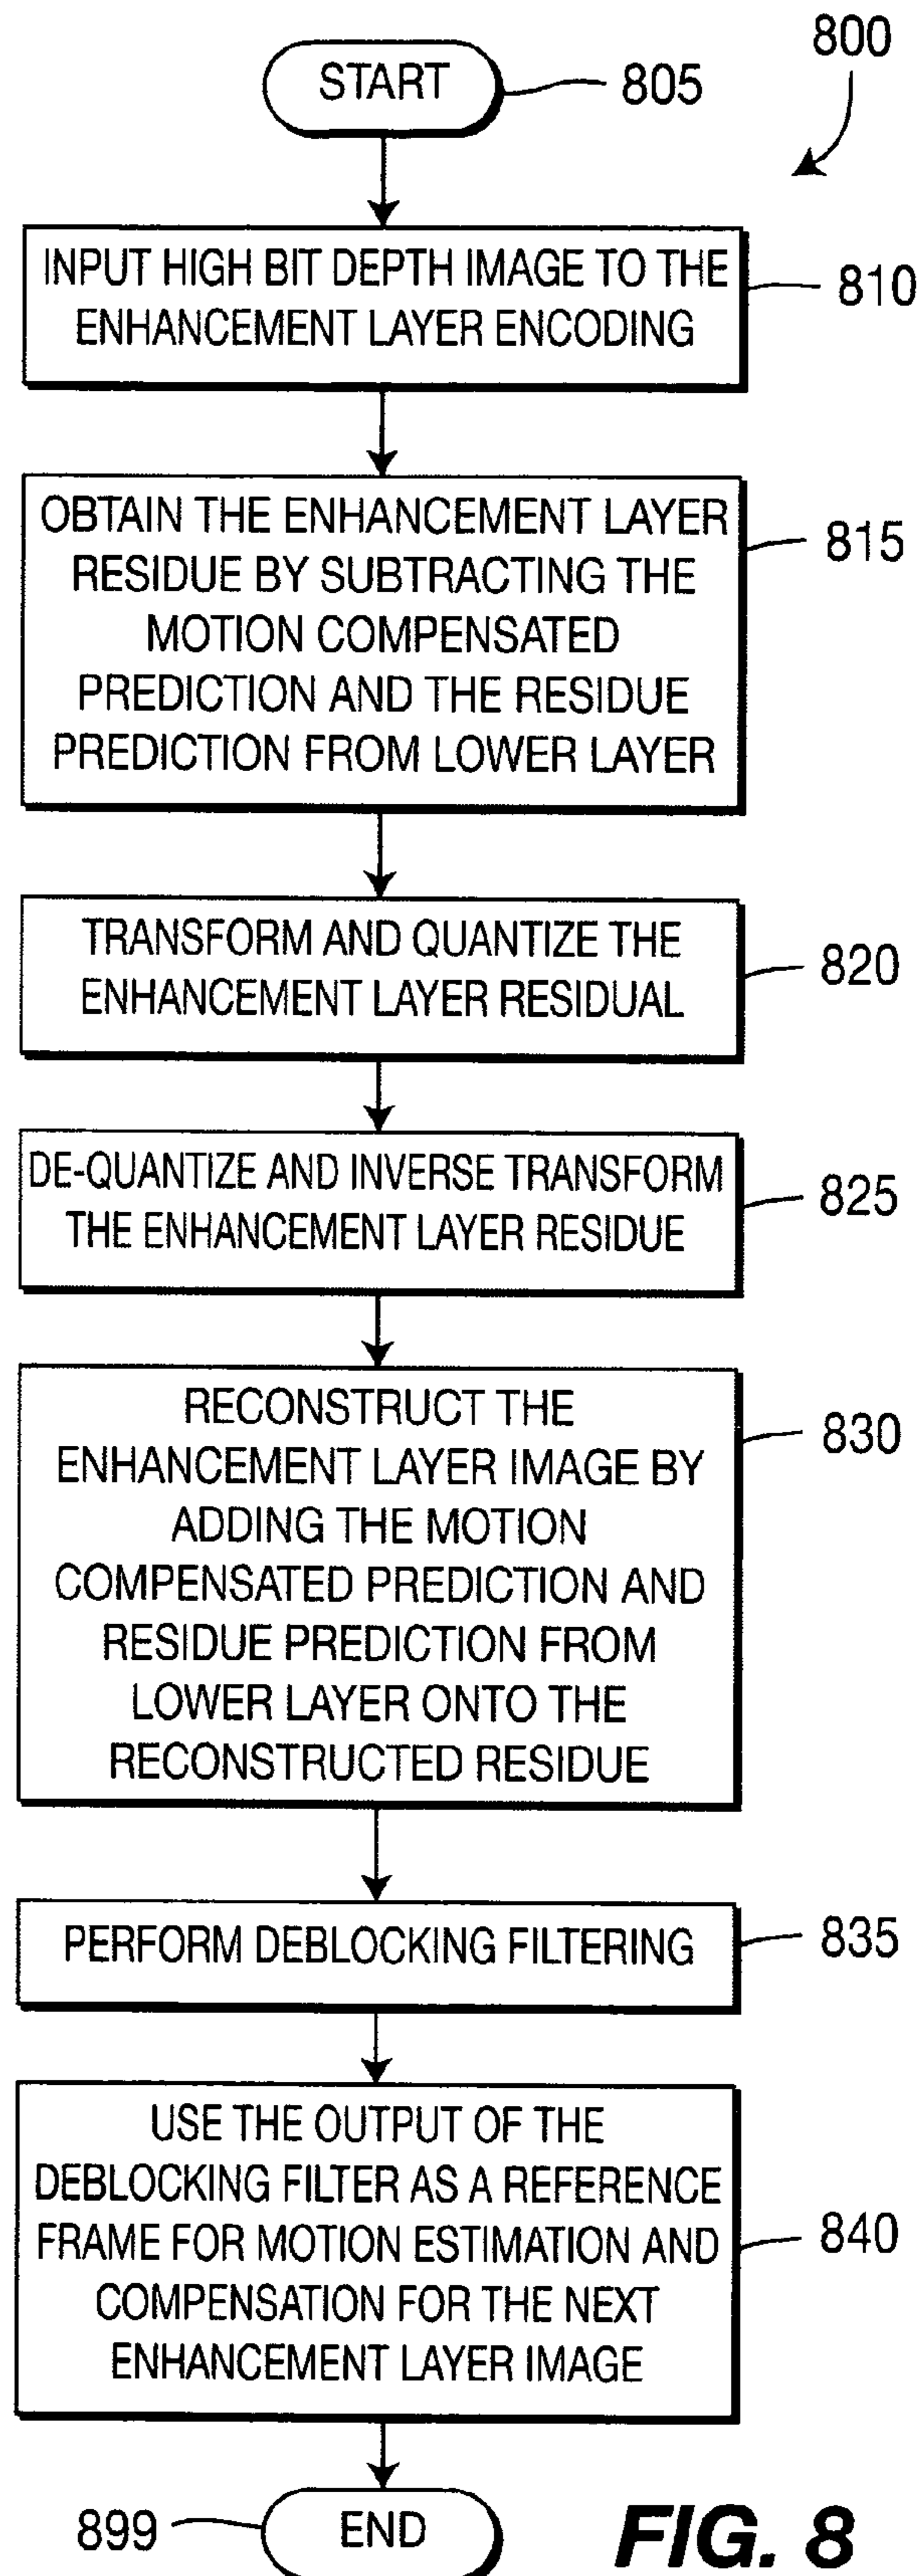 800
START
805
INPUT HIGH BIT DEPTH IMAGE TO THE
ENHANCEMENT LAYER ENCODING
810
OBTAIN THE ENHANCEMENT LAYER
RESIDUE BY SUBTRACTING THE
MOTION COMPENSATED
PREDICTION AND THE RESIDUE
PREDICTION FROM LOWER LAYER
815
TRANSFORM AND QUANTIZE THE
ENHANCEMENT LAYER RESIDUAL
820
DE-QUANTIZE AND INVERSE TRANSFORM
THE ENHANCEMENT LAYER RESIDUE
825
RECONSTRUCT THE
ENHANCEMENT LAYER IMAGE BY
ADDING THE MOTION
COMPENSATED PREDICTION AND
RESIDUE PREDICTION FROM
LOWER LAYER ONTO THE
RECONSTRUCTED RESIDUE
830
PERFORM DEBLOCKING FILTERING
835
USE THE OUTPUT OF THE
DEBLOCKING FILTER AS A REFERENCE
FRAME FOR MOTION ESTIMATION AND
COMPENSATION FOR THE NEXT
ENHANCEMENT LAYER IMAGE
840
899
END
FIG. 8